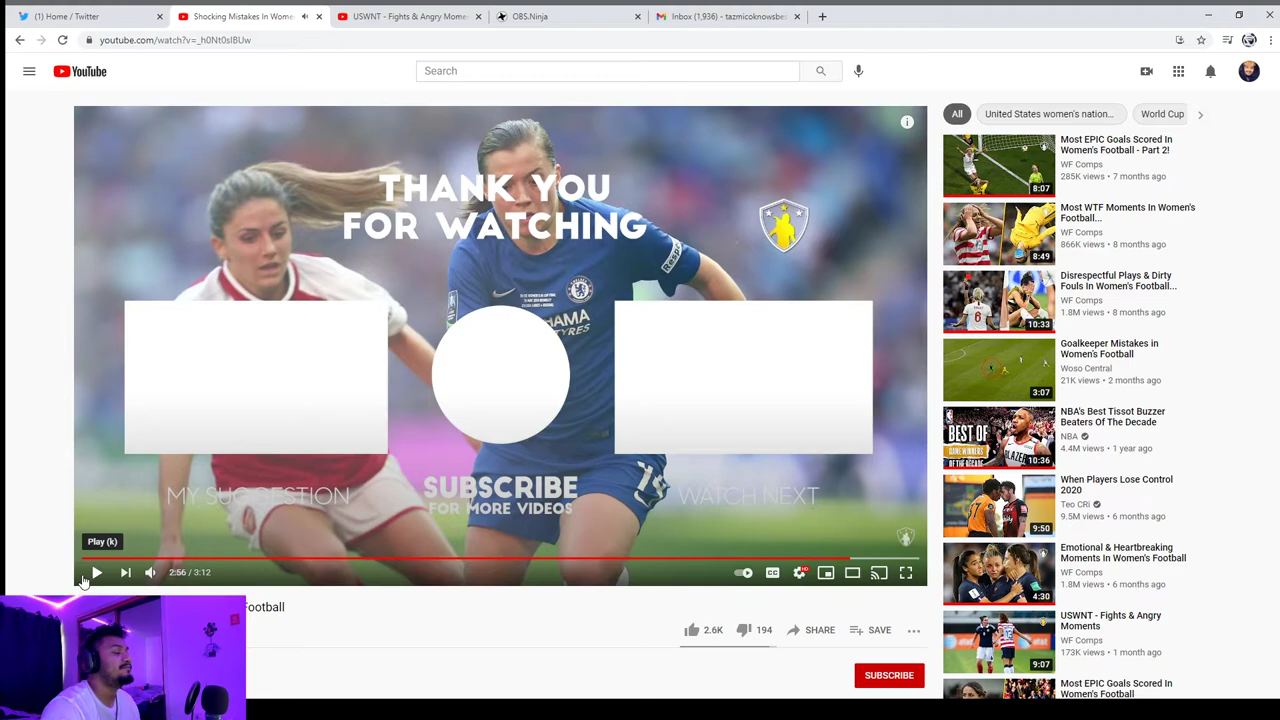 (1) Home / Twitter
Shocking Mistakes In Wome
USWNT - Fights & Angry Mome
OBS.Ninja
Inbox (1,936) - tazmicoknowsbes
youtube.com/watch?v=_h0Nt0sIBUw
YouTube
Search
All
United States women's nation...
World Cup
THANK YOU
FOR WATCHING
MY SUGGESTION
SUBSCRIBE
FOR MORE VIDEOS
WATCH NEXT
Play (k)
2:56 / 3:12
CC
HD
Football
2.6K
194
SHARE
SAVE
SUBSCRIBE
Most EPIC Goals Scored In
Women's Football - Part 2!
WF Comps
285K views • 7 months ago
8:07
Most WTF Moments In Women's
Football...
WF Comps
866K views • 8 months ago
8:49
Disrespectful Plays & Dirty
Fouls In Women's Football...
WF Comps
1.8M views • 8 months ago
10:33
Goalkeeper Mistakes in
Women's Football
Woso Central
21K views • 2 months ago
3:07
NBA's Best Tissot Buzzer
Beaters Of The Decade
NBA
4.4M views • 1 year ago
BEST OF
10:36
When Players Lose Control
2020
Teo CRi
9.5M views • 6 months ago
9:50
Emotional & Heartbreaking
Moments In Women's Football
WF Comps
1.8M views • 6 months ago
4:30
USWNT - Fights & Angry
Moments
WF Comps
173K views • 1 month ago
9:07
Most EPIC Goals Scored In
Women's Football